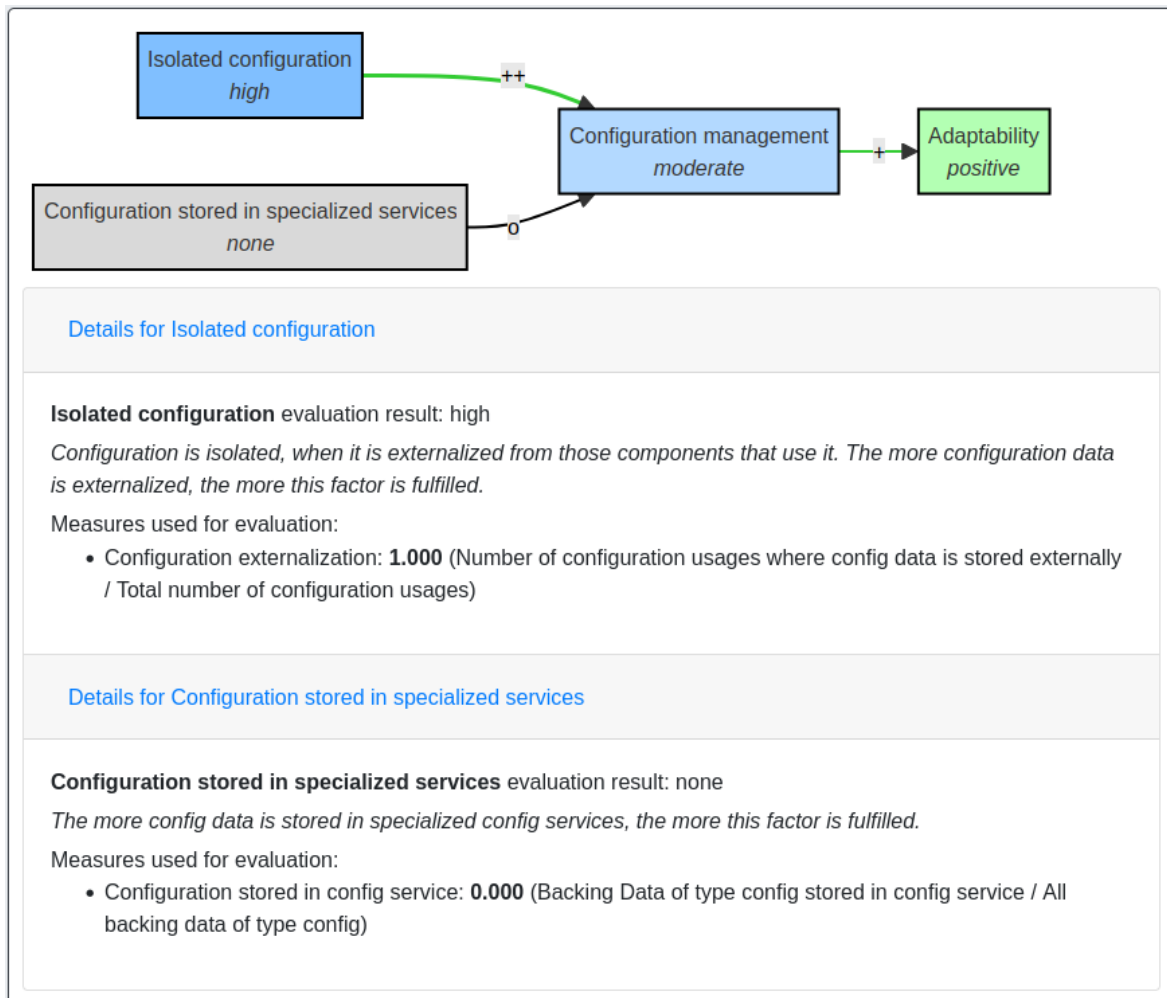 Isolated configuration
high
++
Configuration management
moderate
+
Adaptability
positive
Configuration stored in specialized services
none
o
Details for Isolated configuration
Isolated configuration evaluation result: high
Configuration is isolated, when it is externalized from those components that use it. The more configuration data
is externalized, the more this factor is fulfilled.
Measures used for evaluation:
• Configuration externalization: 1.000 (Number of configuration usages where config data is stored externally
/ Total number of configuration usages)
Details for Configuration stored in specialized services
Configuration stored in specialized services evaluation result: none
The more config data is stored in specialized config services, the more this factor is fulfilled.
Measures used for evaluation:
• Configuration stored in config service: 0.000 (Backing Data of type config stored in config service / All
backing data of type config)